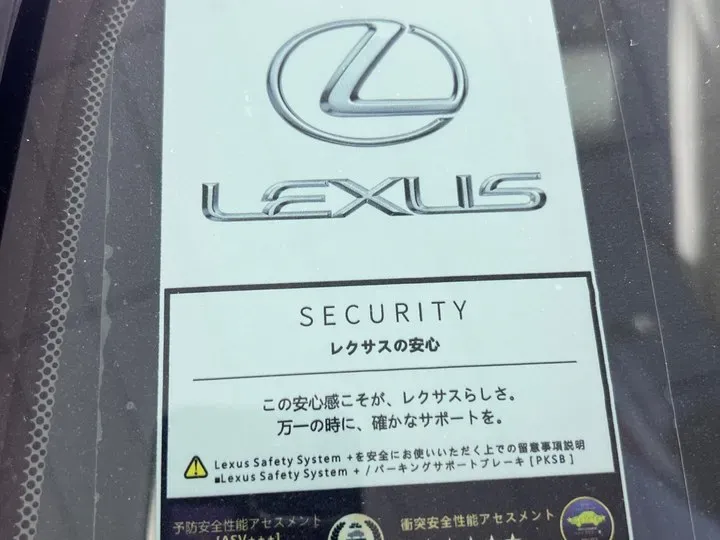 LEXUS
SECURITY
レクサスの安心
この安心感こそが、レクサスらしさ。
万一の時に、確かなサポートを。
Lexus Safety System +を安全にお使いいただく上での留意事項説明
■Lexus Safety System + / パーキングサポートブレーキ [PKSB]
予防安全性能アセスメント
衝突安全性能アセスメント
[ASV+++]